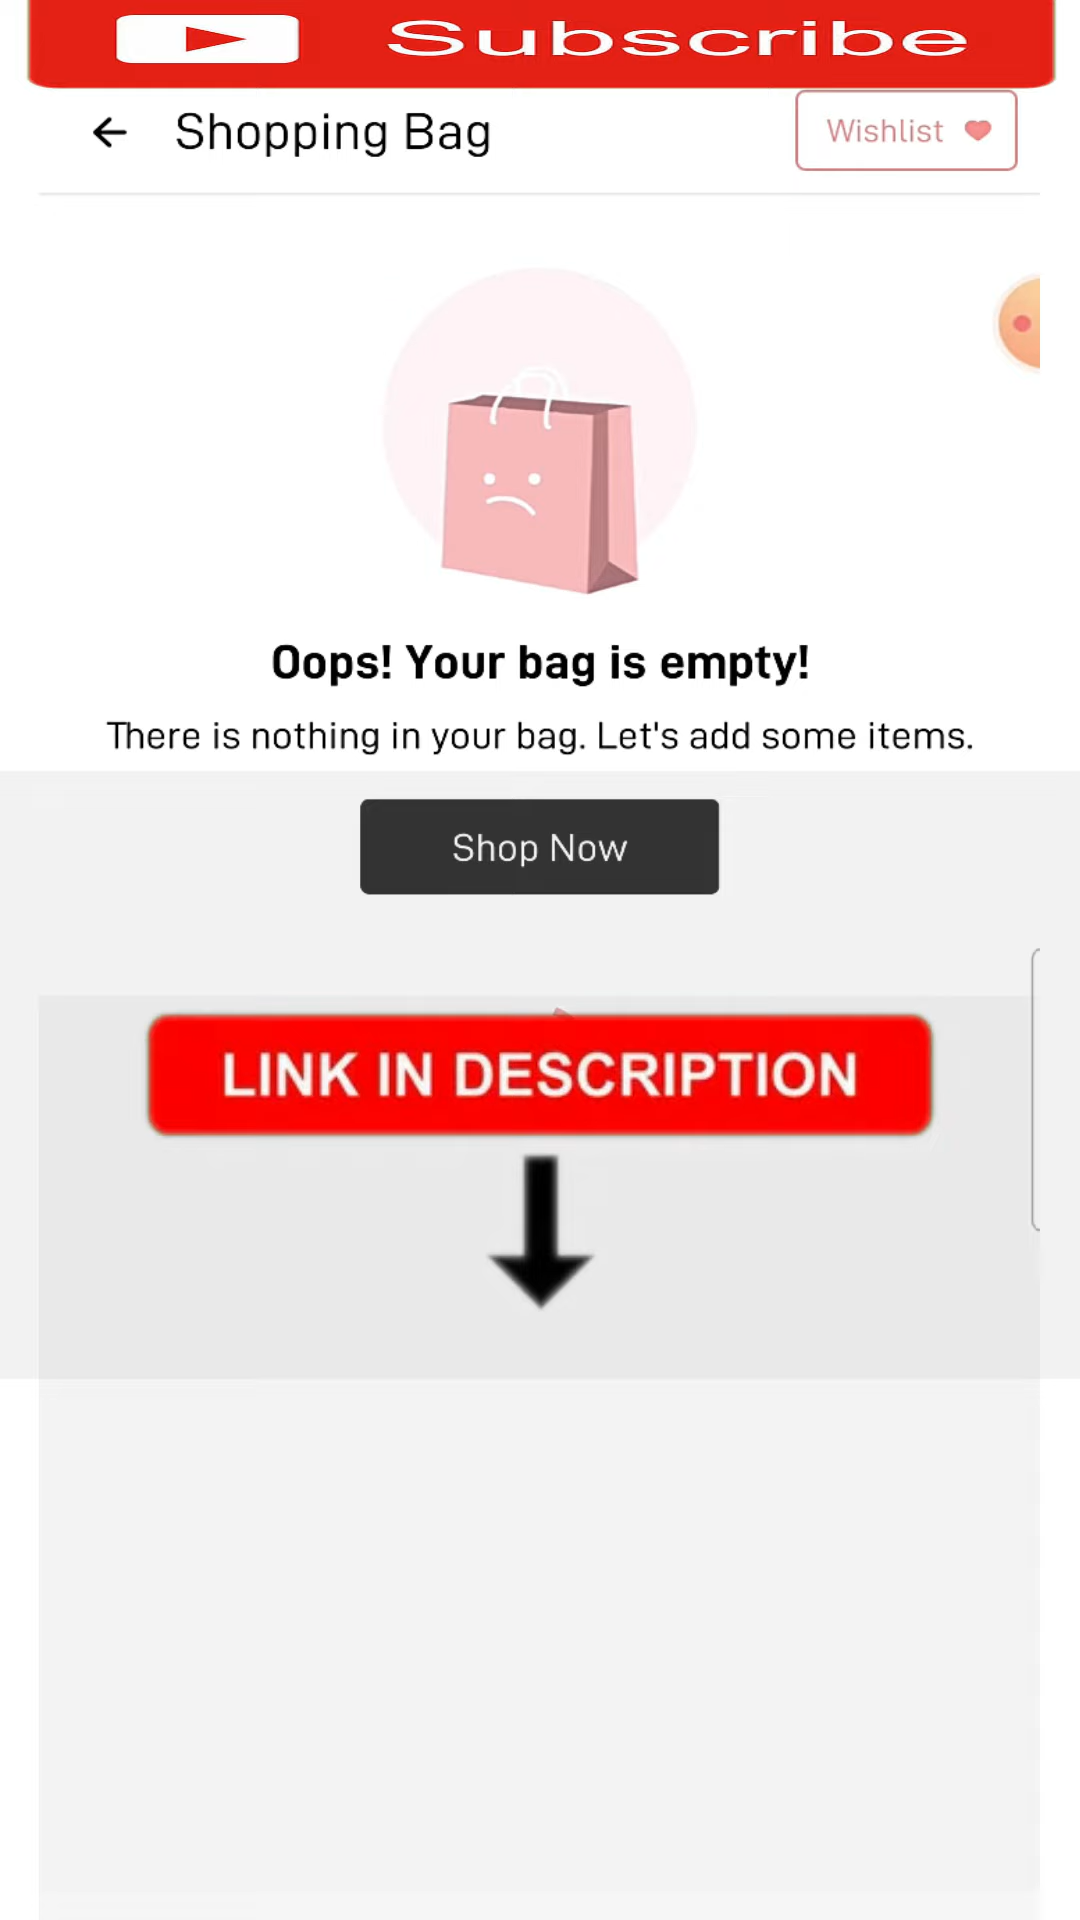 Subscribe
Shopping Bag
Wishlist
Oops! Your bag is empty!
There is nothing in your bag. Let's add some items.
Shop Now
LINK IN DESCRIPTION